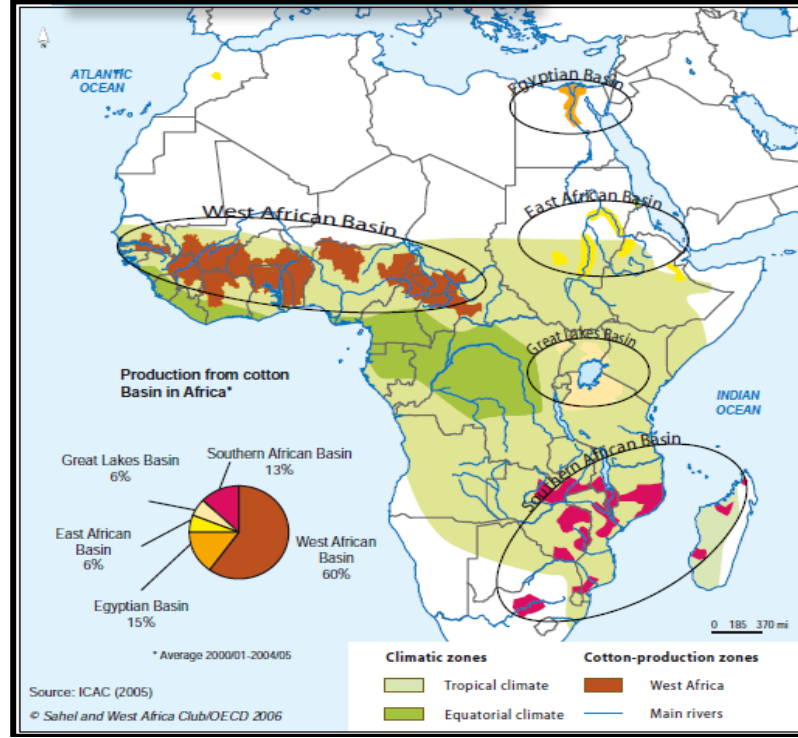 N
ATLANTIC
OCEAN
Egyptian Basin
West African Basin
East African Basin
Great Lakes Basin
INDIAN
OCEAN
Southern African Basin
Production from cotton
Basin in Africa*
Great Lakes Basin
6%
Southern African Basin
13%
East African
Basin
6%
West African
Basin
60%
Egyptian Basin
15%
* Average 2000/01-2004/05
0 185 370 mi
Source: ICAC (2005)
© Sahel and West Africa Club/OECD 2006
Climatic zones
Tropical climate
Equatorial climate
Cotton-production zones
West Africa
Main rivers